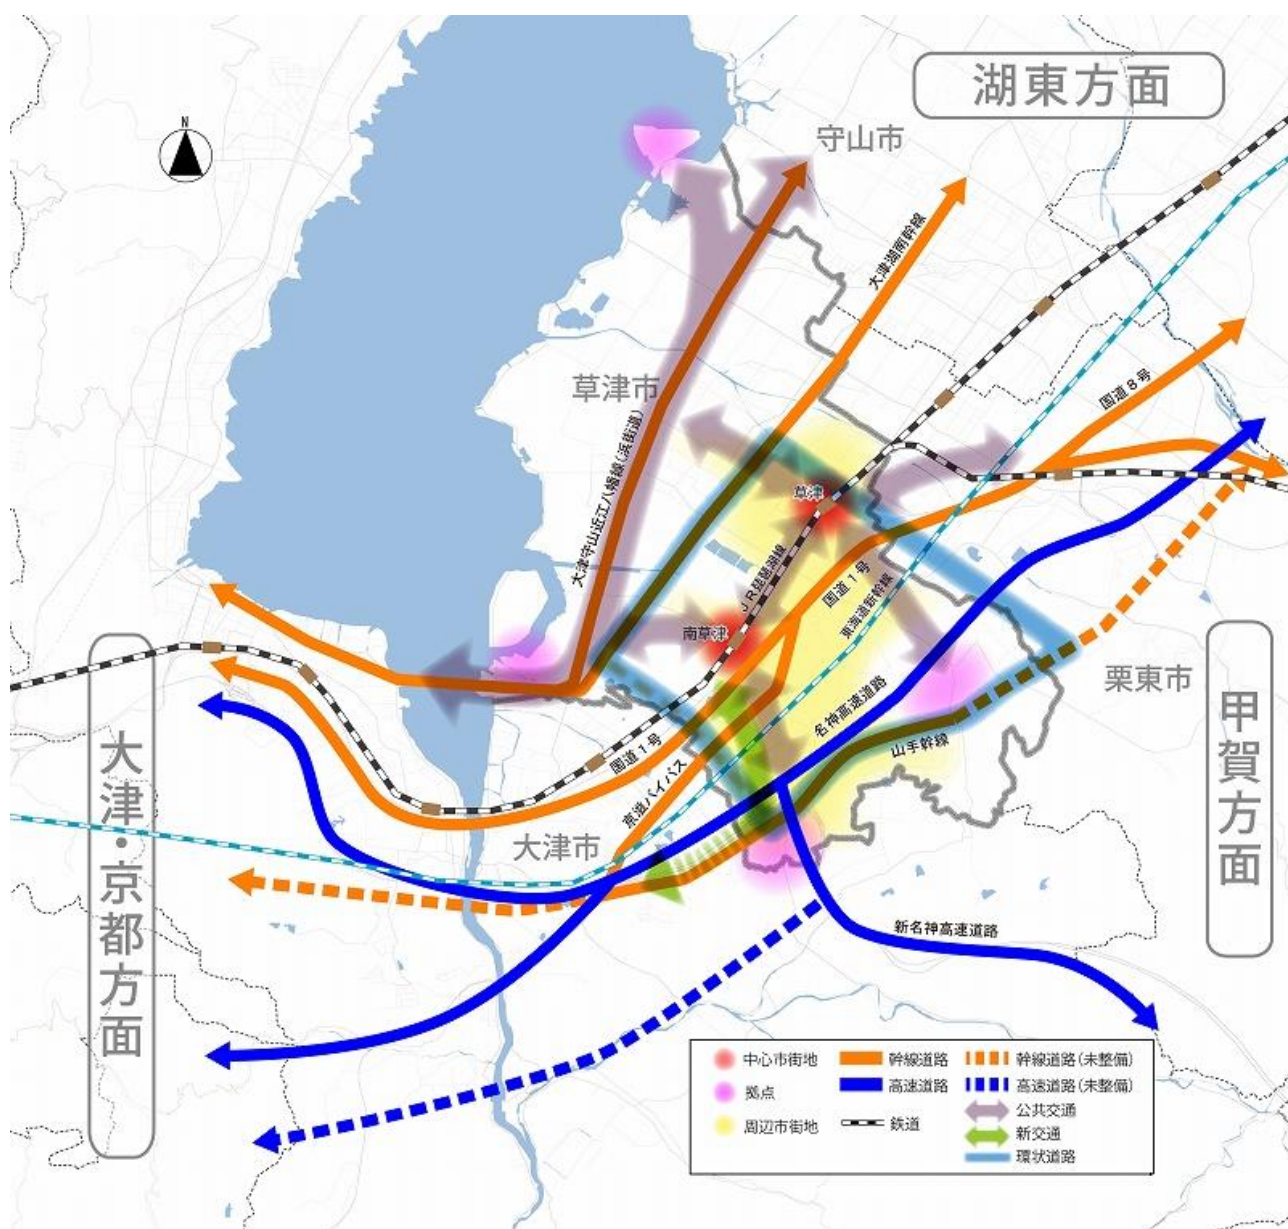 N
湖東方面
守山市
大津湖南幹線
草津市
国道8号
大津守山近江八幡線(浜街道)
草津
JR琵琶湖線
国道1号
東海道新幹線
南草津
栗東市
名神高速道路
山手幹線
甲賀方面
大津・京都方面
国道1号
京滋バイパス
大津市
新名神高速道路
中心市街地
幹線道路
幹線道路(未整備)
拠点
高速道路
高速道路(未整備)
公共交通
周辺市街地
鉄道
新交通
環状道路